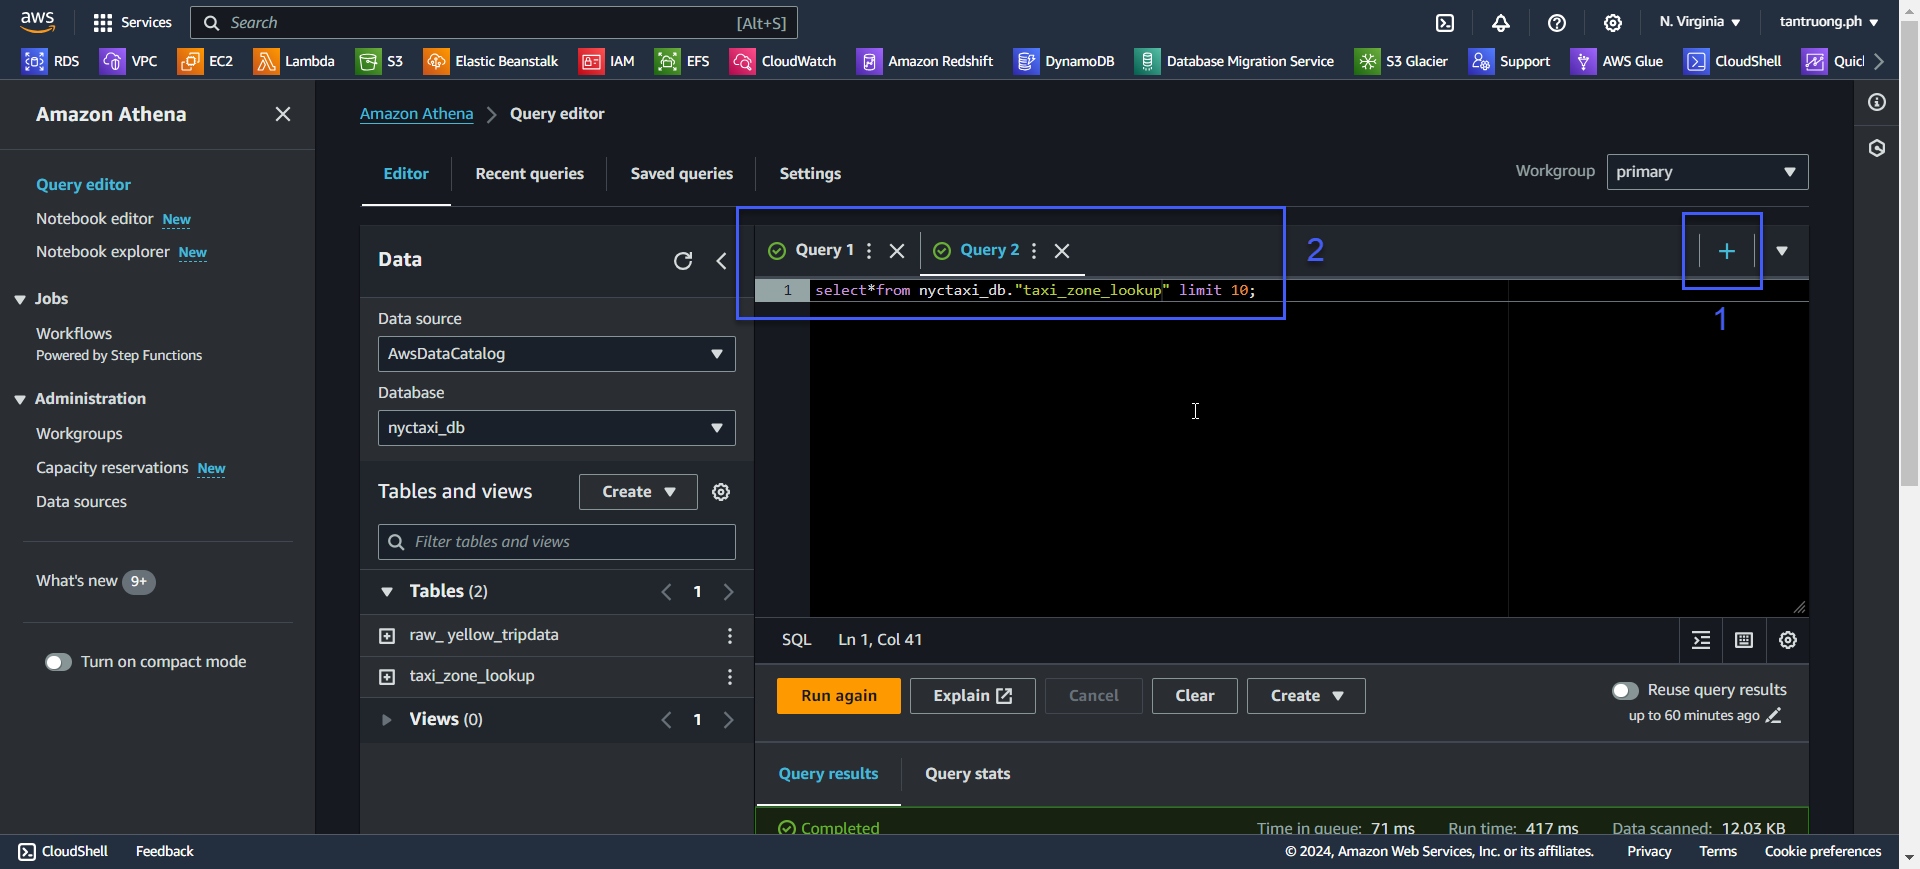 aws
Services
Search
[Alt+S]
N. Virginia
tantruong.ph
RDS
VPC
EC2
Lambda
S3
Elastic Beanstalk
IAM
EFS
CloudWatch
Amazon Redshift
DynamoDB
Database Migration Service
S3 Glacier
Support
AWS Glue
CloudShell
Quicl
Amazon Athena
Query editor
Notebook editor New
Notebook explorer New
Jobs
Workflows
Powered by Step Functions
Administration
Workgroups
Capacity reservations New
Data sources
What's new 9+
Turn on compact mode
Amazon Athena
Query editor
Editor
Recent queries
Saved queries
Settings
Workgroup
primary
Data
Data source
AwsDataCatalog
Database
nyctaxi_db
Tables and views
Create
Filter tables and views
Tables (2)
1
raw_ yellow_tripdata
taxi_zone_lookup
Views (0)
1
Query 1
Query 2
2
1
1 select*from nyctaxi_db."taxi_zone_lookup" limit 10;
SQL
Ln 1, Col 41
Run again
Explain
Cancel
Clear
Create
Reuse query results
up to 60 minutes ago
Query results
Query stats
Completed
Time in queue: 71 ms
Run time: 417 ms
Data scanned: 12.03 KB
CloudShell
Feedback
© 2024, Amazon Web Services, Inc. or its affiliates.
Privacy
Terms
Cookie preferences